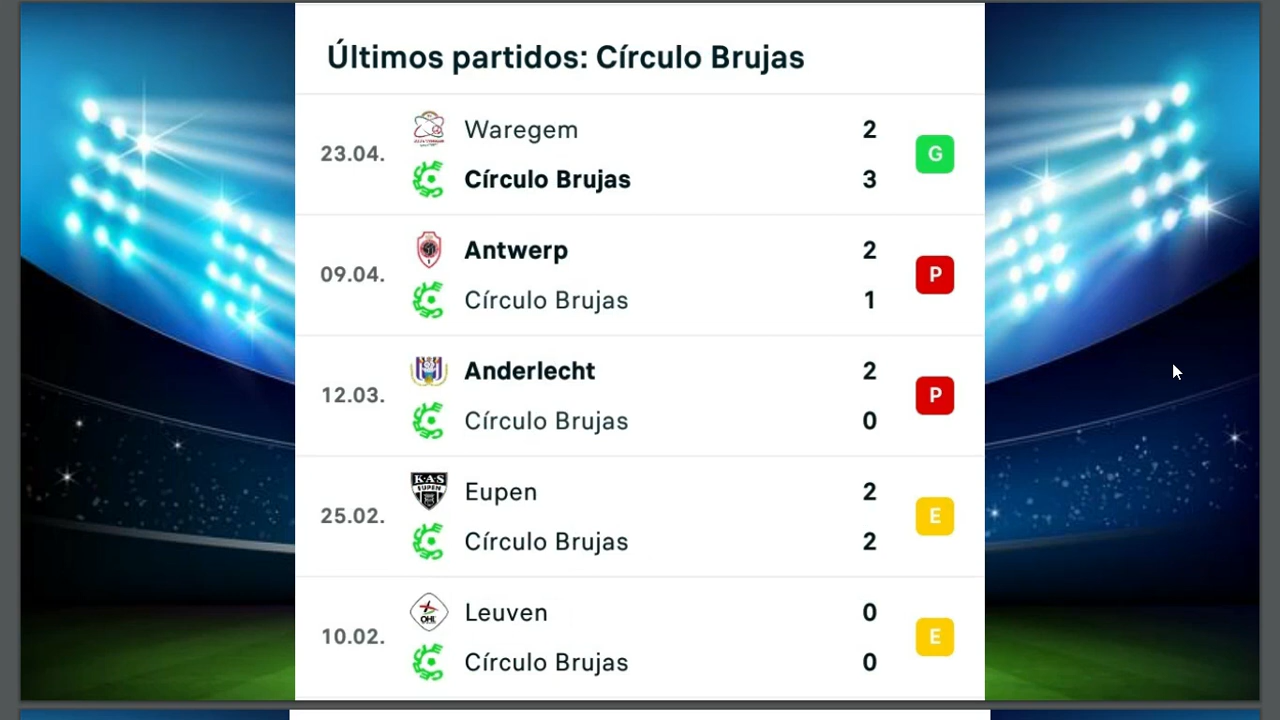 Últimos partidos: Círculo Brujas
23.04.
Waregem 2
Círculo Brujas 3
G
09.04.
Antwerp 2
Círculo Brujas 1
P
12.03.
Anderlecht 2
Círculo Brujas 0
P
25.02.
K·A·S
EUPEN
Eupen 2
Círculo Brujas 2
E
10.02.
OHL
Leuven 0
Círculo Brujas 0
E